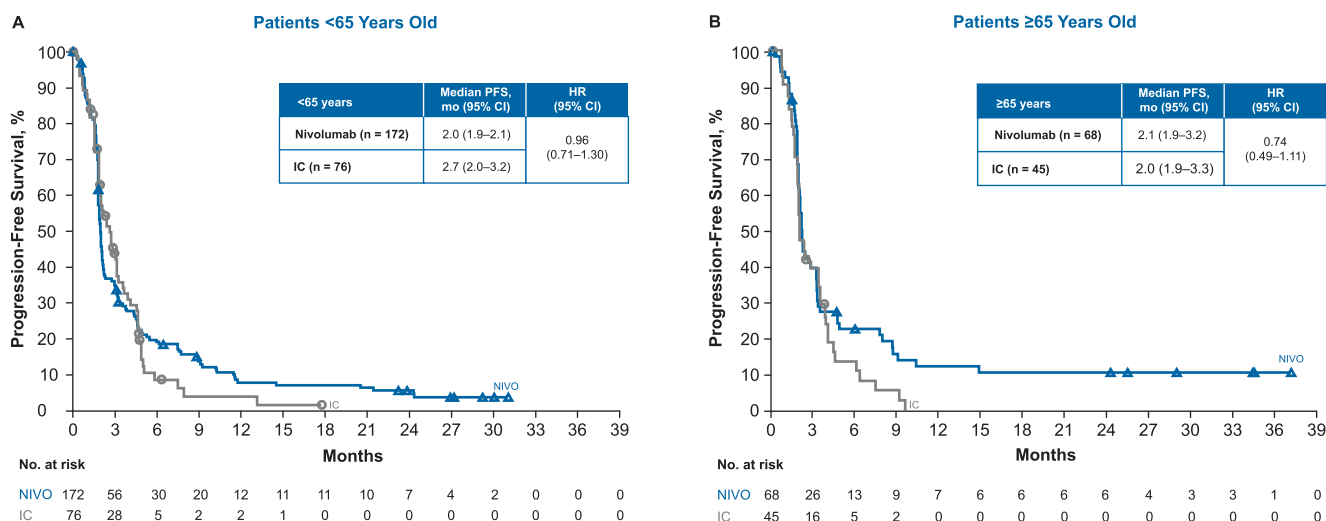 A
Patients <65 Years Old
Progression-Free Survival, %
100
90
80
70
60
50
40
30
20
10
0
<65 years
Median PFS, mo (95% CI)
HR (95% CI)
Nivolumab (n = 172)
2.0 (1.9–2.1)
0.96 (0.71–1.30)
IC (n = 76)
2.7 (2.0–3.2)
NIVO
IC
0 3 6 9 12 15 18 21 24 27 30 33 36 39
Months
No. at risk
NIVO 172 56 30 20 12 11 11 10 7 4 2 0 0 0
IC 76 28 5 2 2 1 0 0 0 0 0 0 0 0
B
Patients ≥65 Years Old
Progression-Free Survival, %
100
90
80
70
60
50
40
30
20
10
0
≥65 years
Median PFS, mo (95% CI)
HR (95% CI)
Nivolumab (n = 68)
2.1 (1.9–3.2)
0.74 (0.49–1.11)
IC (n = 45)
2.0 (1.9–3.3)
NIVO
IC
0 3 6 9 12 15 18 21 24 27 30 33 36 39
Months
No. at risk
NIVO 68 26 13 9 7 6 6 6 6 4 3 3 1 0
IC 45 16 5 2 0 0 0 0 0 0 0 0 0 0